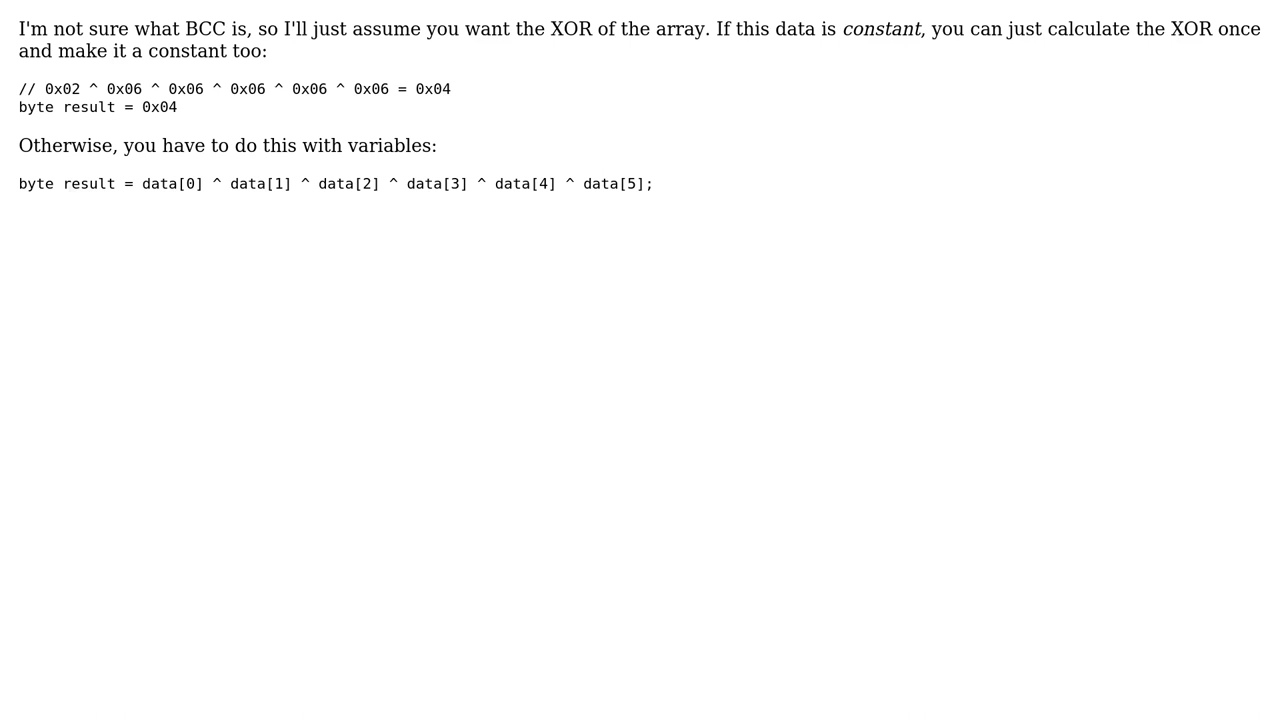 I'm not sure what BCC is, so I'll just assume you want the XOR of the array. If this data is constant, you can just calculate the XOR once
and make it a constant too:
// 0x02 ^ 0x06 ^ 0x06 ^ 0x06 ^ 0x06 ^ 0x06 = 0x04
byte result = 0x04
Otherwise, you have to do this with variables:
byte result = data[0] ^ data[1] ^ data[2] ^ data[3] ^ data[4] ^ data[5];